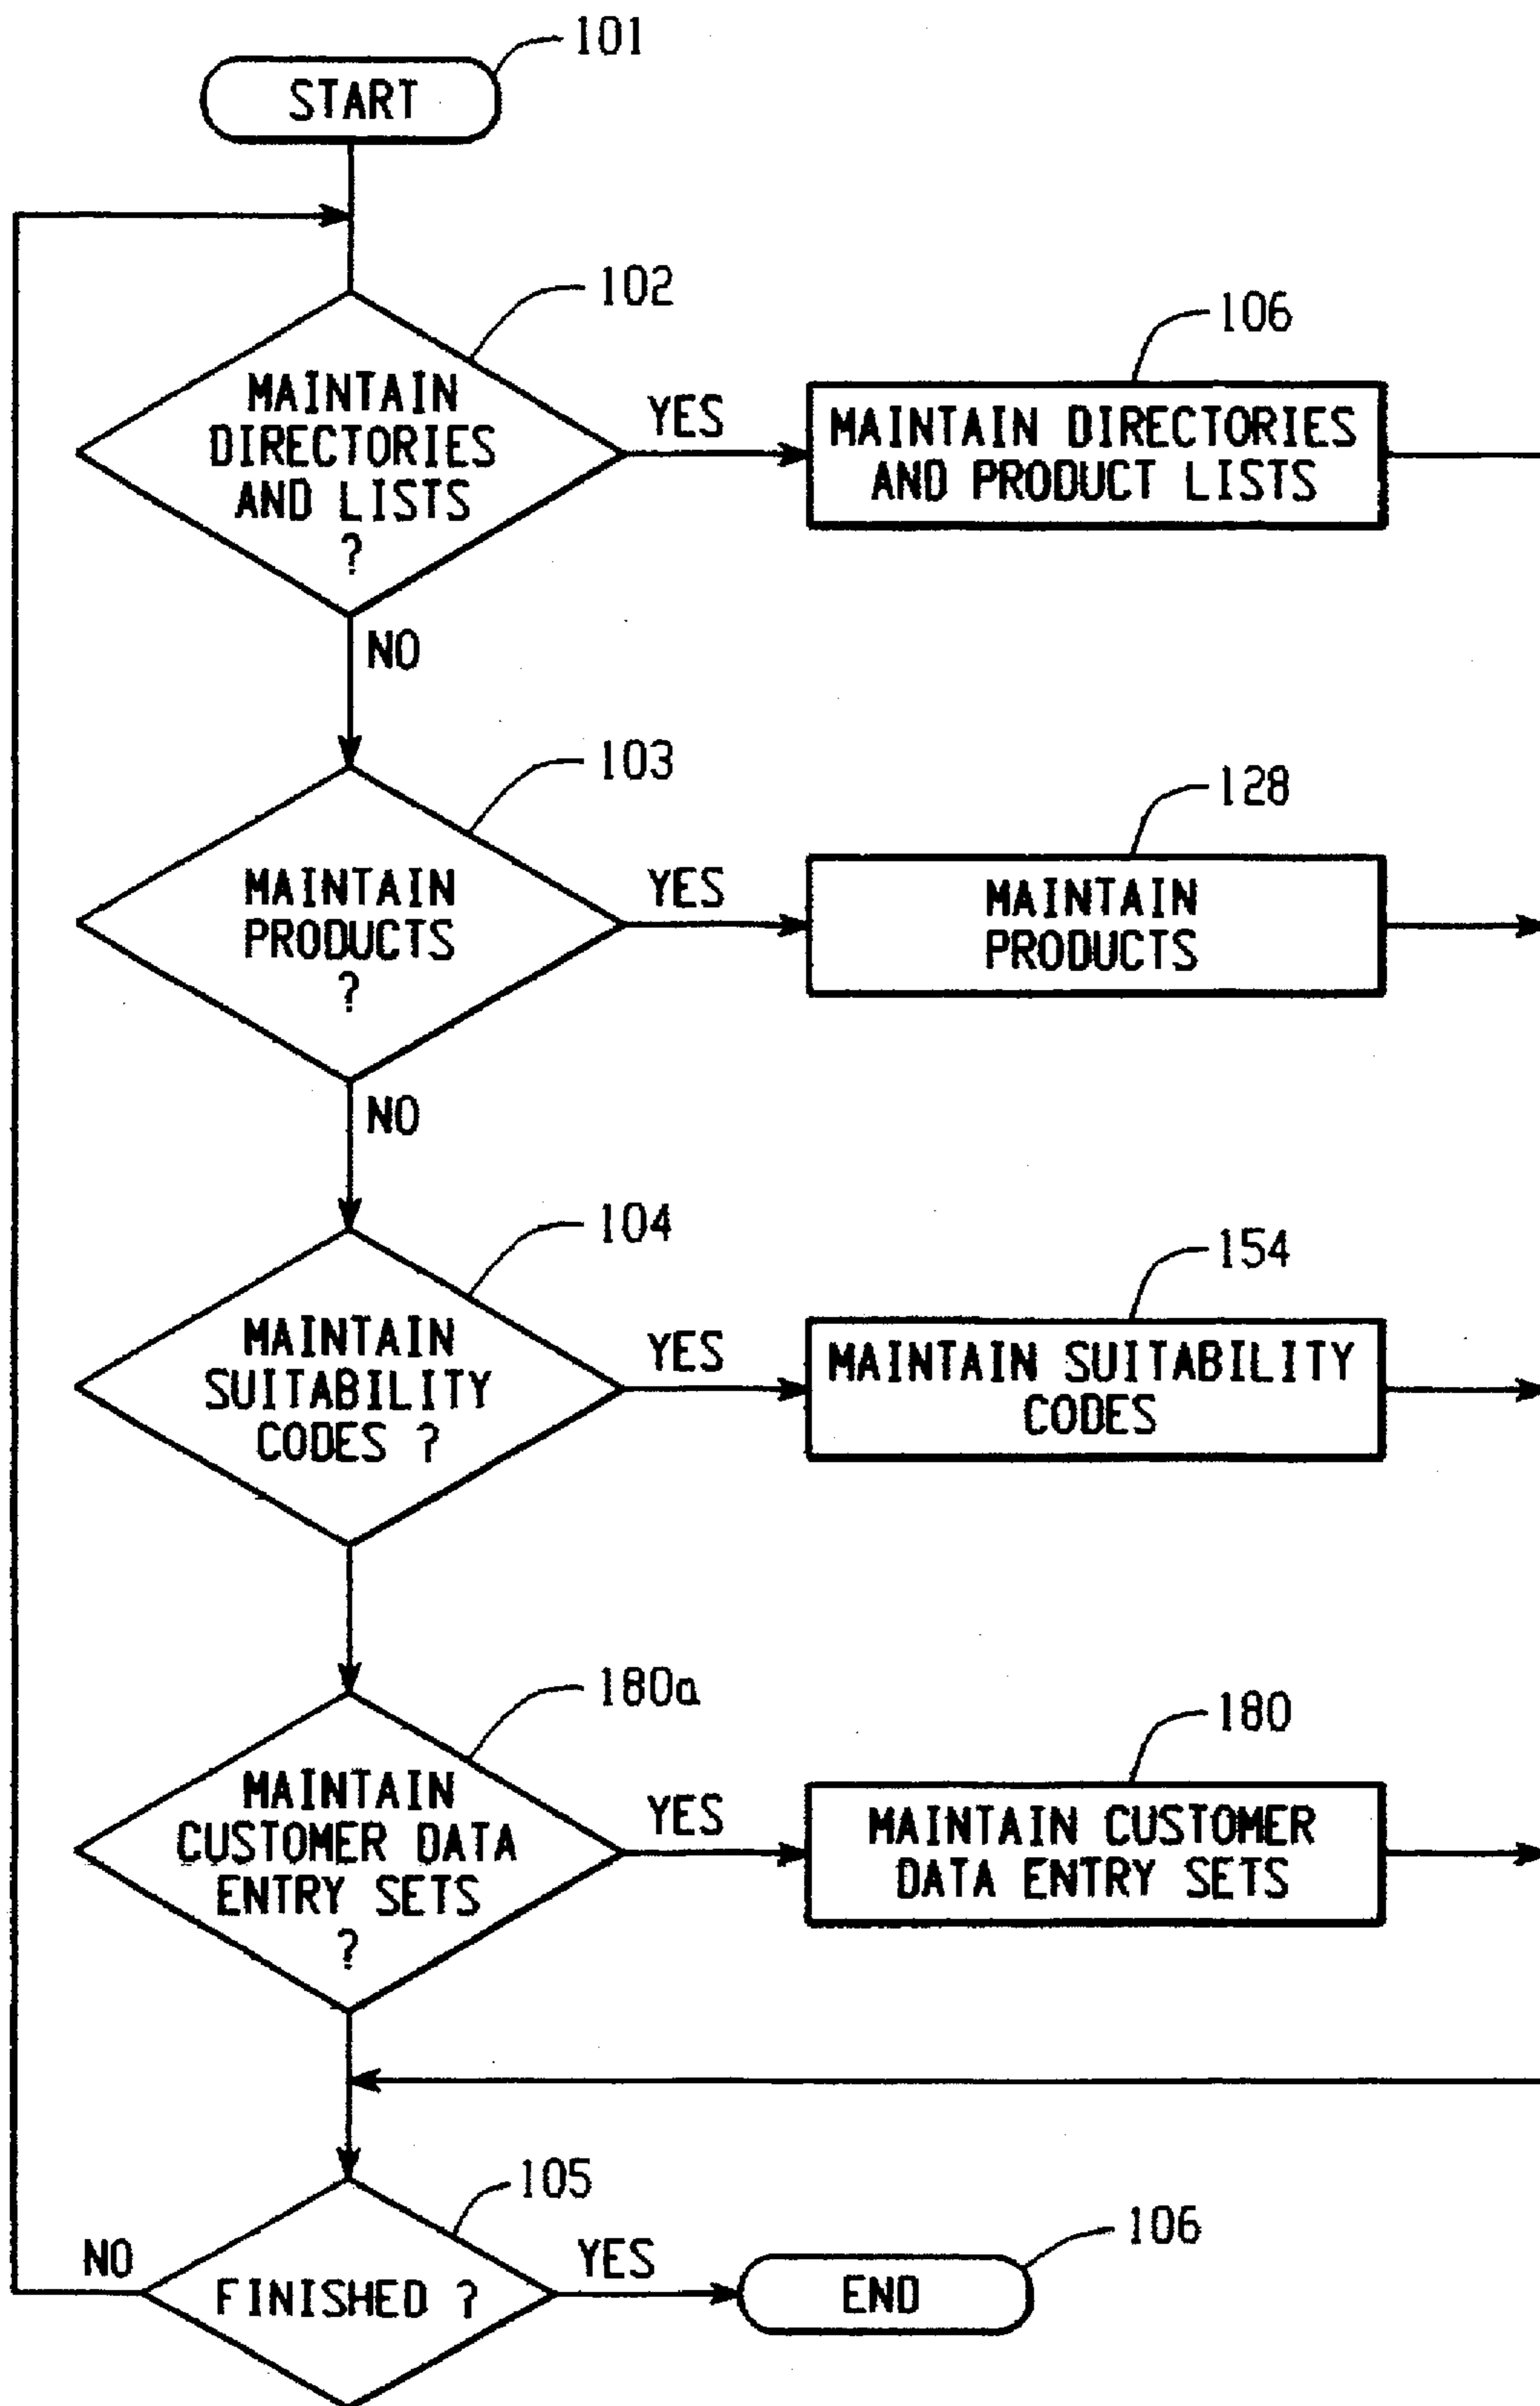 101
START
102
MAINTAIN
DIRECTORIES
AND LISTS
?
YES
106
MAINTAIN DIRECTORIES
AND PRODUCT LISTS
NO
103
MAINTAIN
PRODUCTS
?
YES
128
MAINTAIN
PRODUCTS
NO
104
MAINTAIN
SUITABILITY
CODES ?
YES
154
MAINTAIN SUITABILITY
CODES
180a
MAINTAIN
CUSTOMER DATA
ENTRY SETS
?
YES
180
MAINTAIN CUSTOMER
DATA ENTRY SETS
105
NO
FINISHED ?
YES
106
END